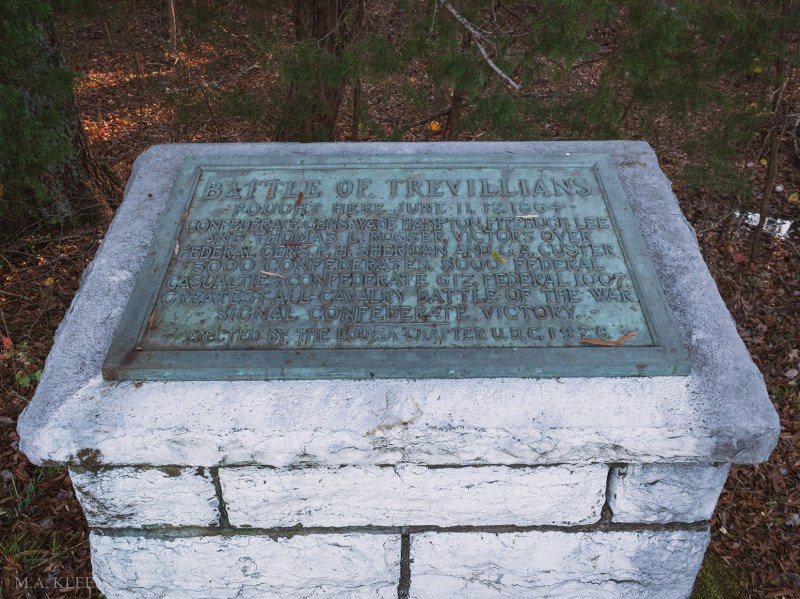 BATTLE OF TREVILLIANS
-FOUGHT HERE JUNE 11, 12, 1864-
CONFEDERATE GENS. WADE HAMPTON, FITZHUGH LEE
AND THOMAS L. ROSSER, VICTORS OVER
FEDERAL GENS. P. H. SHERIDAN AND G. A. CUSTER
5000 CONFEDERATES, 8000 FEDERAL
CASUALTIES: CONFEDERATE 612, FEDERAL 1007.
GREATEST ALL-CAVALRY BATTLE OF THE WAR
SIGNAL CONFEDERATE VICTORY...
-ERECTED BY THE LOUISA CHAPTER U.D.C. 1926-
M.A. KLEEN